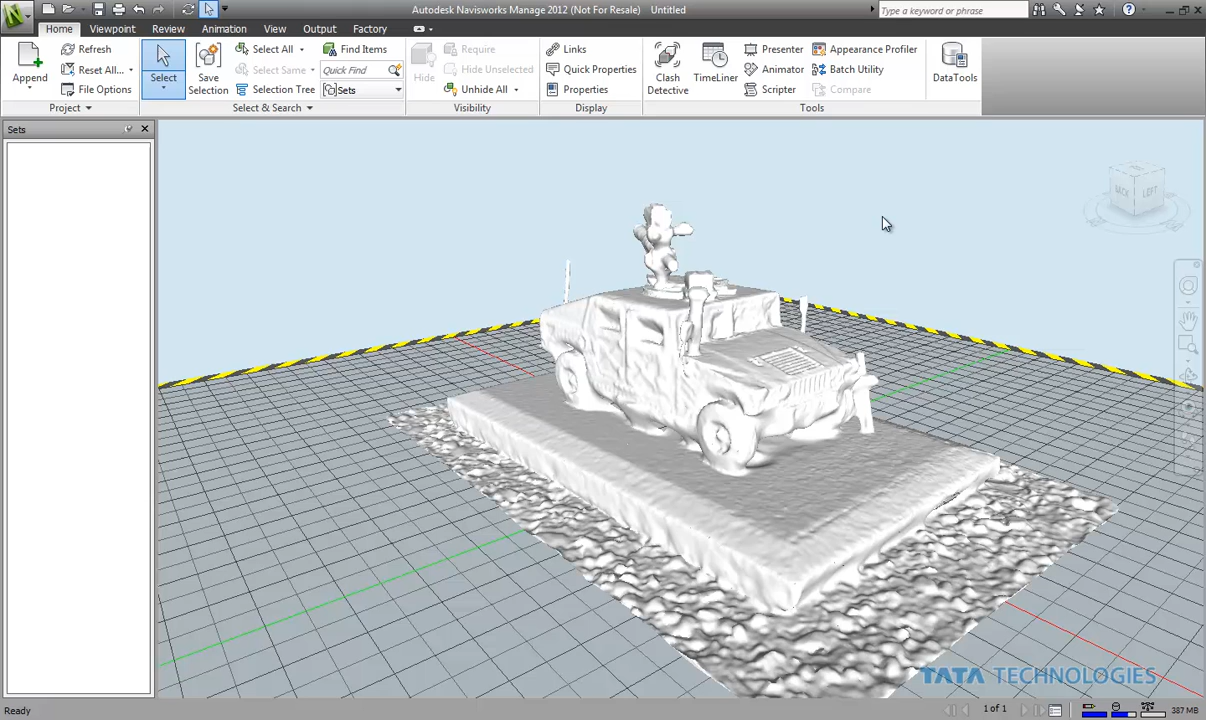 Autodesk Navisworks Manage 2012 (Not For Resale) Untitled
Type a keyword or phrase
Home Viewpoint Review Animation View Output Factory
Append
Refresh
Reset All...
File Options
Project
Select
Save Selection
Select All
Select Same
Selection Tree
Find Items
Quick Find
Sets
Select & Search
Hide
Require
Hide Unselected
Unhide All
Visibility
Links
Quick Properties
Properties
Display
Clash Detective
TimeLiner
Presenter
Animator
Scripter
Appearance Profiler
Batch Utility
Compare
Tools
DataTools
Sets
BACK LEFT
TATA TECHNOLOGIES
Ready
1 of 1
387 MB